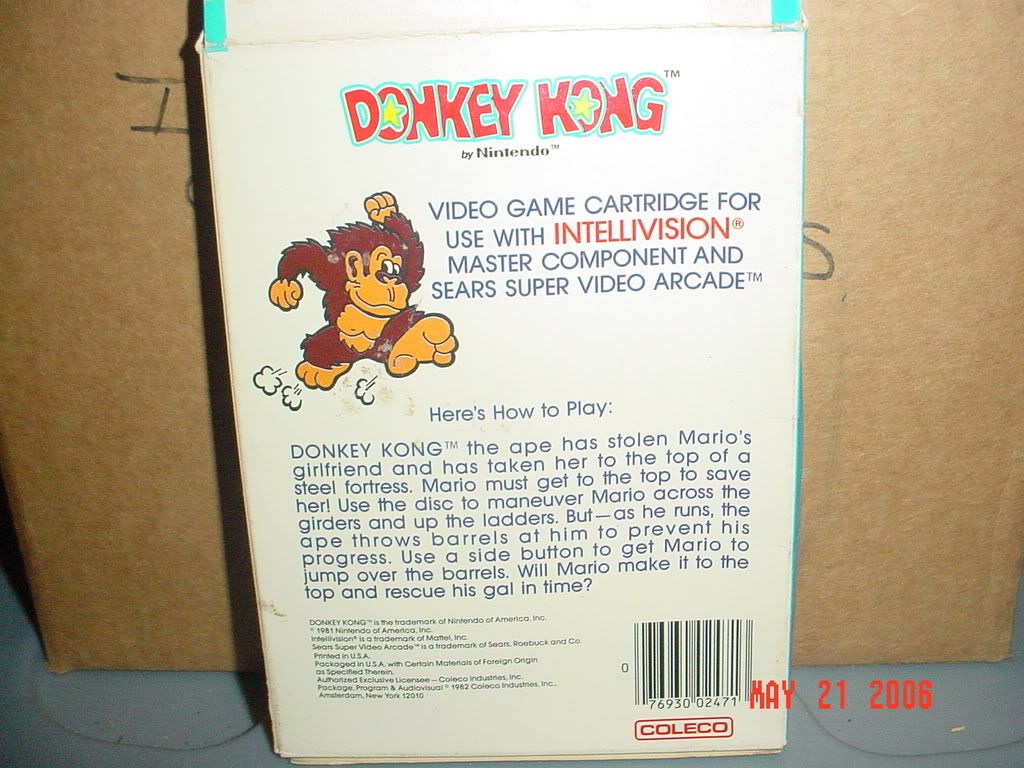 DONKEY KONG™
by Nintendo™
VIDEO GAME CARTRIDGE FOR
USE WITH INTELLIVISION®
MASTER COMPONENT AND
SEARS SUPER VIDEO ARCADE™
Here's How to Play:
DONKEY KONG™ the ape has stolen Mario's
girlfriend and has taken her to the top of a
steel fortress. Mario must get to the top to save
her! Use the disc to maneuver Mario across the
girders and up the ladders. But—as he runs, the
ape throws barrels at him to prevent his
progress. Use a side button to get Mario to
jump over the barrels. Will Mario make it to the
top and rescue his gal in time?
DONKEY KONG™ is the trademark of Nintendo of America, Inc.
© 1981 Nintendo of America, Inc.
Intellivision® is a trademark of Mattel, Inc.
Sears Super Video Arcade™ is a trademark of Sears, Roebuck and Co.
Printed in U.S.A.
Packaged in U.S.A. with Certain Materials of Foreign Origin
as Specified Therein.
Authorized Exclusive Licensee—Coleco Industries, Inc.
Package, Program & Audiovisual © 1982 Coleco Industries, Inc.,
Amsterdam, New York 12010
0 76930 02471
COLECO
MAY 21 2006